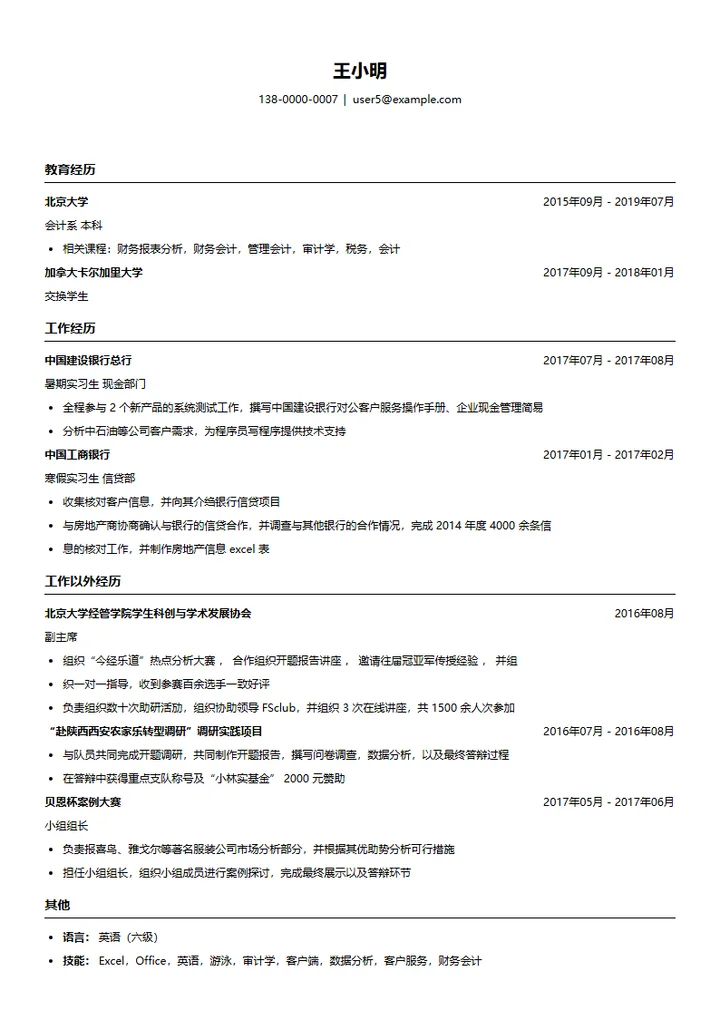 王小明
138-0000-0007 | user5@example.com
教育经历
北京大学 2015年09月 - 2019年07月
会计系 本科
• 相关课程：财务报表分析，财务会计，管理会计，审计学，税务，会计
加拿大卡尔加里大学 2017年09月 - 2018年01月
交换学生
工作经历
中国建设银行总行 2017年07月 - 2017年08月
暑期实习生 现金部门
• 全程参与 2 个新产品的系统测试工作，撰写中国建设银行对公客户服务操作手册、企业现金管理简易
• 分析中石油等公司客户需求，为程序员写程序提供技术支持
中国工商银行 2017年01月 - 2017年02月
寒假实习生 信贷部
• 收集核对客户信息，并向其介绍银行信贷项目
• 与房地产商协商确认与银行的信贷合作，并调查与其他银行的合作情况，完成 2014 年度 4000 余条信
• 息的核对工作，并制作房地产信息 excel 表
工作以外经历
北京大学经管学院学生科创与学术发展协会 2016年08月
副主席
• 组织“今经乐道”热点分析大赛 ， 合作组织开题报告讲座 ， 邀请往届冠亚军传授经验 ， 并组
• 织一对一指导，收到参赛百余选手一致好评
• 负责组织数十次助研活动，组织协助领导 FSclub，并组织 3 次在线讲座，共 1500 余人次参加
“赴陕西西安农家乐转型调研”调研实践项目 2016年07月 - 2016年08月
• 与队员共同完成开题调研，共同制作开题报告，撰写问卷调查，数据分析，以及最终答辩过程
• 在答辩中获得重点支队称号及“小林实基金” 2000 元赞助
贝恩杯案例大赛 2017年05月 - 2017年06月
小组组长
• 负责报喜鸟、雅戈尔等著名服装公司市场分析部分，并根据其优助势分析可行措施
• 担任小组组长，组织小组成员进行案例探讨，完成最终展示以及答辩环节
其他
• 语言： 英语（六级）
• 技能： Excel，Office，英语，游泳，审计学，客户端，数据分析，客户服务，财务会计